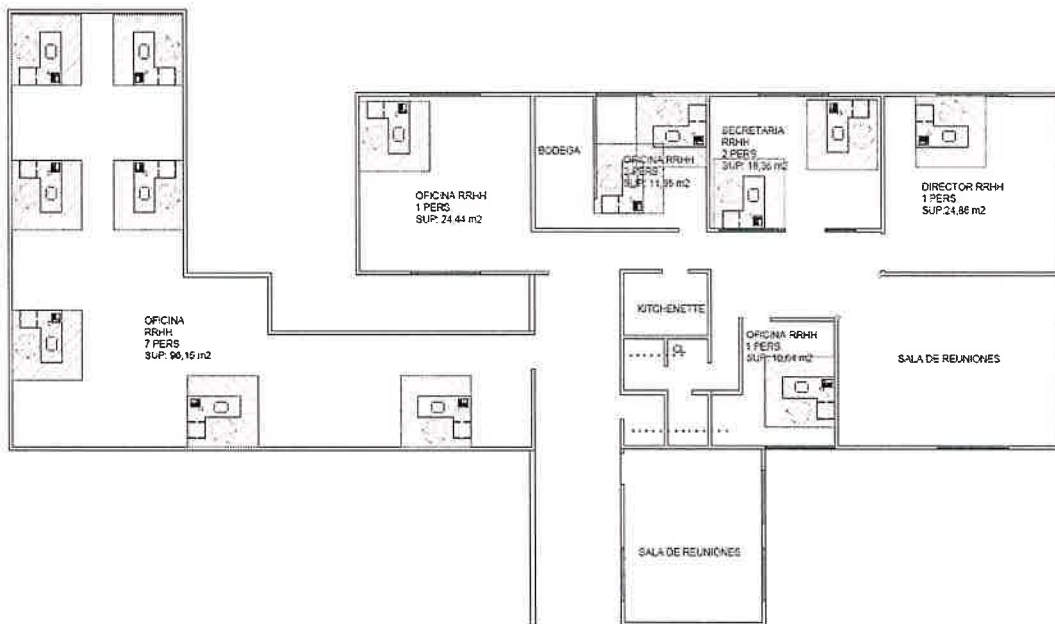 BODEGA
OFICINA RRHH
2 PERS
SUP: 11,95 m2
SECRETARIA
RRHH
2 PERS
SUP: 18,36 m2
OFICINA RRHH
1 PERS
SUP: 24,44 m2
DIRECTOR RRHH
1 PERS
SUP:24,86 m2
KITCHENETTE
OFICINA
RRHH
7 PERS
SUP: 96,15 m2
CL
OFICINA RRHH
1 PERS
SUP: 10,64 m2
SALA DE REUNIONES
SALA DE REUNIONES